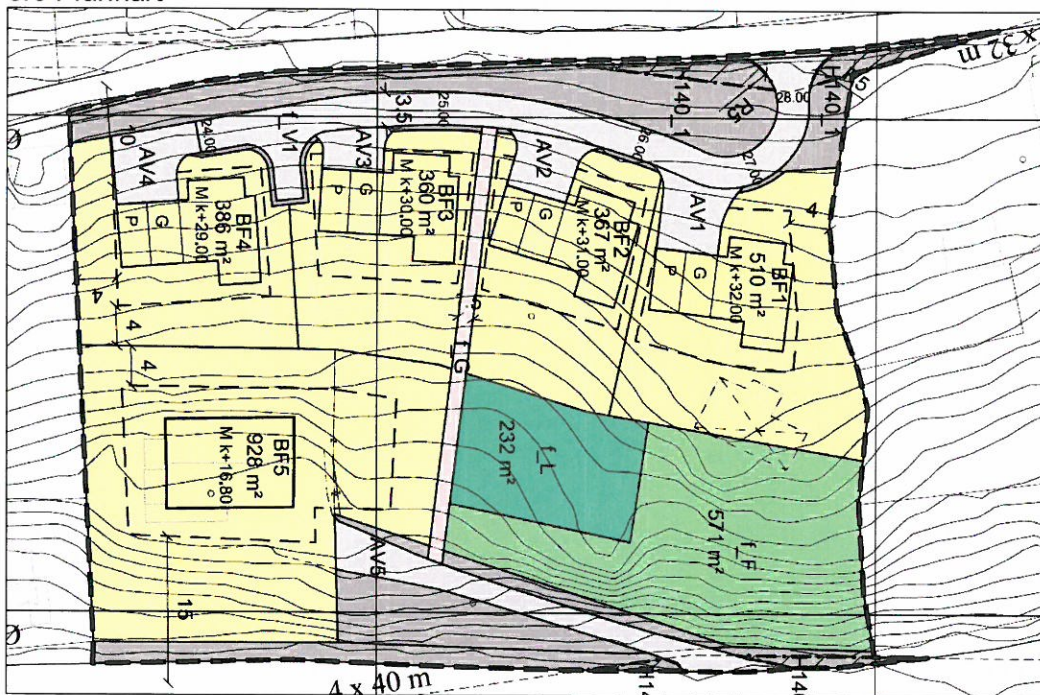 x 32 m
H140_1
H140_1
5
28.00
27.00
26.00
25.00
3.5
24.00
10
f_V1
AV4
AV3
AV2
AV1
4
P
G
BF4
386 m²
M k+29.00
P
G
BF3
360 m²
M k+30.00
P
G
BF2
367 m²
M k+31.00
P
G
BF1
510 m²
M k+32.00
4
4
4
f_G
f_L
232 m²
f_F
571 m²
BF5
928 m²
M k+16.80
AV5
15
4 x 40 m